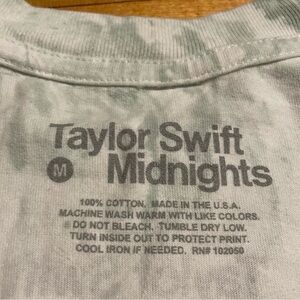 Taylor Swift
M Midnights
100% COTTON. MADE IN THE U.S.A.
MACHINE WASH WARM WITH LIKE COLORS.
DO NOT BLEACH. TUMBLE DRY LOW.
TURN INSIDE OUT TO PROTECT PRINT.
COOL IRON IF NEEDED. RN# 102050